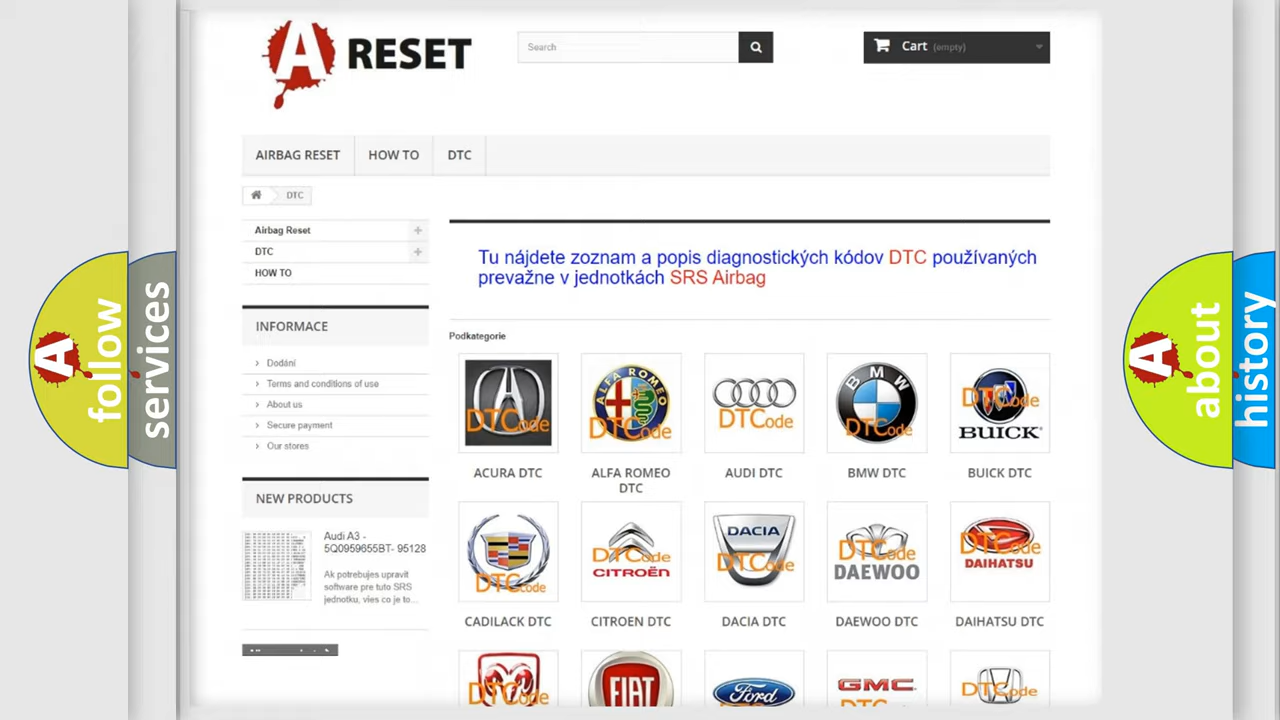 A RESET
Search
Cart (empty)
AIRBAG RESET
HOW TO
DTC
DTC
Airbag Reset
DTC
HOW TO
INFORMACE
Dodání
Terms and conditions of use
About us
Secure payment
Our stores
NEW PRODUCTS
Audi A3 -
5Q0959655BT- 95128
Ak potrebujes upravit
software pre tuto SRS
jednotku, vies co je to...
Tu nájdete zoznam a popis diagnostických kódov DTC používaných
prevažne v jednotkách SRS Airbag
Podkategorie
DTCode
ALFA ROMEO
DTCode
DTCode
BMW
DTCode
DTCode
BUICK
ACURA DTC
ALFA ROMEO
DTC
AUDI DTC
BMW DTC
BUICK DTC
DTCode
DTCode
CITROËN
DACIA
DTCode
DTCode
DAEWOO
DTCode
DAIHATSU
CADILACK DTC
CITROEN DTC
DACIA DTC
DAEWOO DTC
DAIHATSU DTC
DTCode
FIAT
Ford
DTCode
GMC
DTCode
A follow
services
A about
history